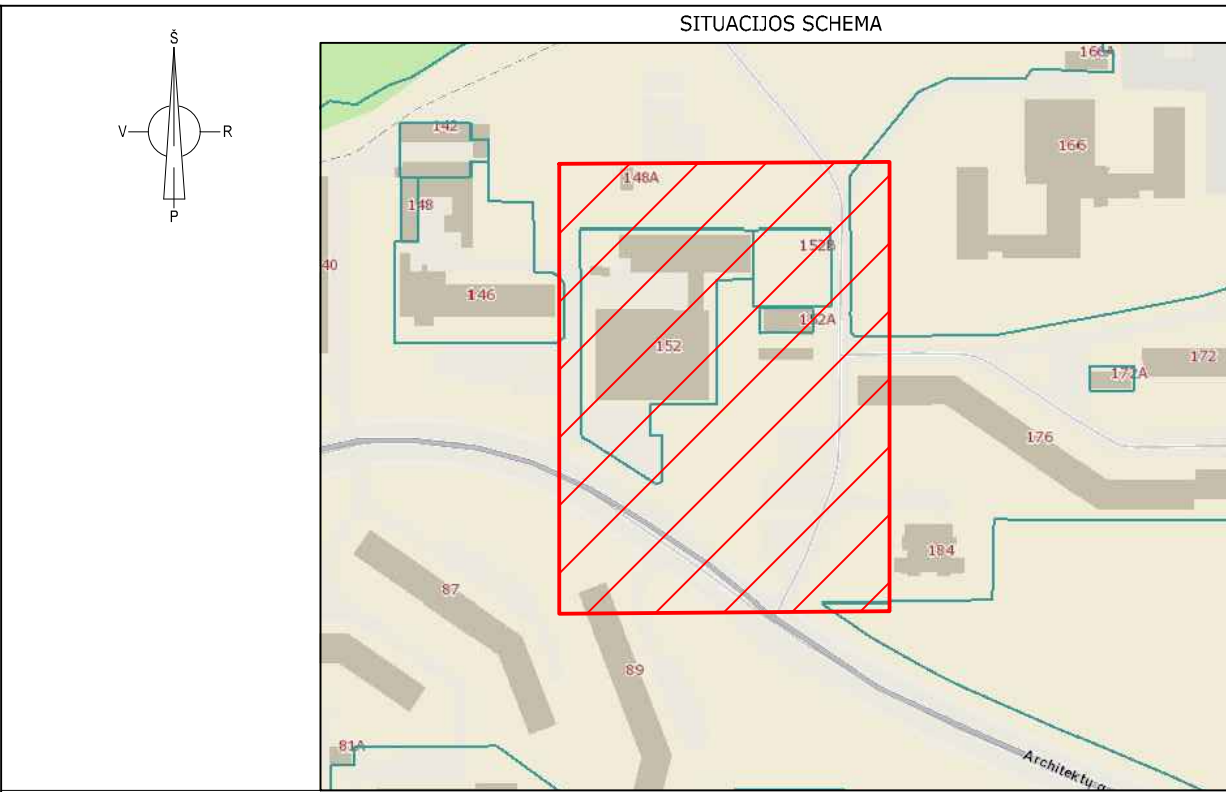 SITUACIJOS SCHEMA
Š
V
R
P
166A
142
166
148A
148
152B
40
146
152A
152
172
172A
176
184
87
89
81A
Architektų g